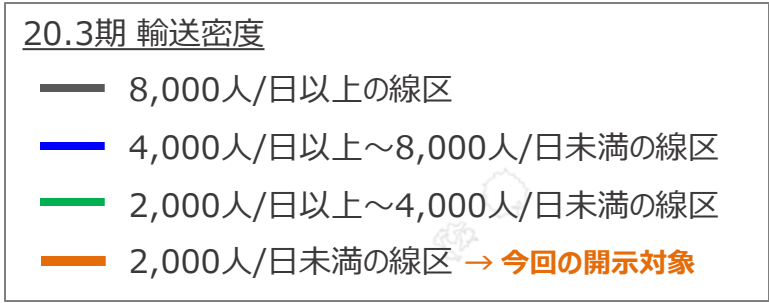 20.3期 輸送密度
8,000人/日以上の線区
4,000人/日以上～8,000人/日未満の線区
2,000人/日以上～4,000人/日未満の線区
2,000人/日未満の線区 → 今回の開示対象